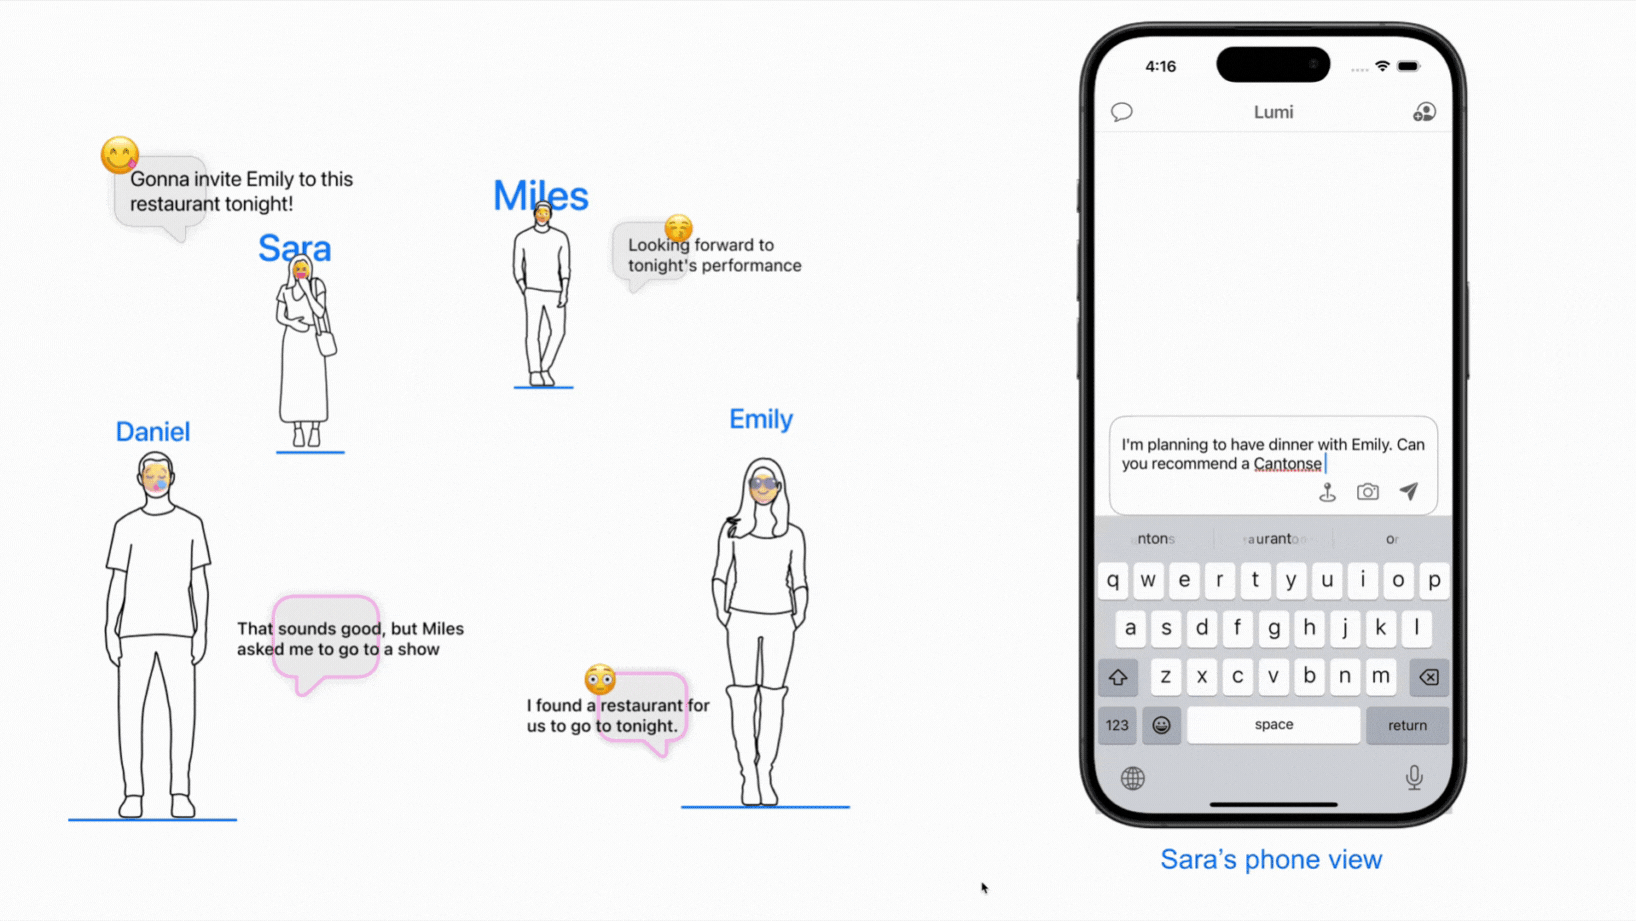 Gonna invite Emily to this
restaurant tonight!
Sara
Miles
Looking forward to
tonight's performance
Daniel
That sounds good, but Miles
asked me to go to a show
Emily
I found a restaurant for
us to go to tonight.
4:16
Lumi
I'm planning to have dinner with Emily. Can
you recommend a Cantonse
q w e r t y u i o p
a s d f g h j k l
z x c v b n m
123 space return
Sara's phone view